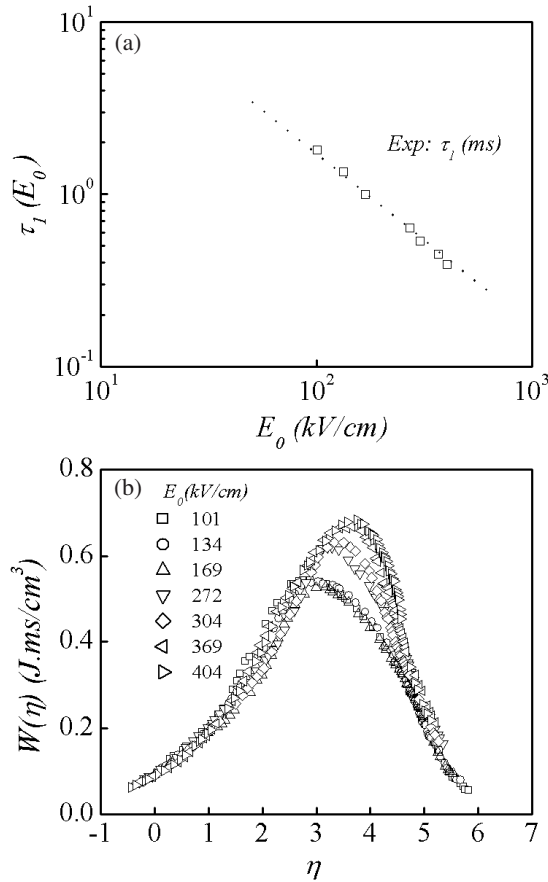 (a)
10¹
10⁰
10⁻¹
τ₁ (E₀)
Exp: τ₁ (ms)
10¹ 10² 10³
E₀ (kV/cm)
(b)
E₀(kV/cm)
101
134
169
272
304
369
404
0.8
0.6
0.4
0.2
0.0
W(η) (J.ms/cm³)
-1 0 1 2 3 4 5 6 7
η